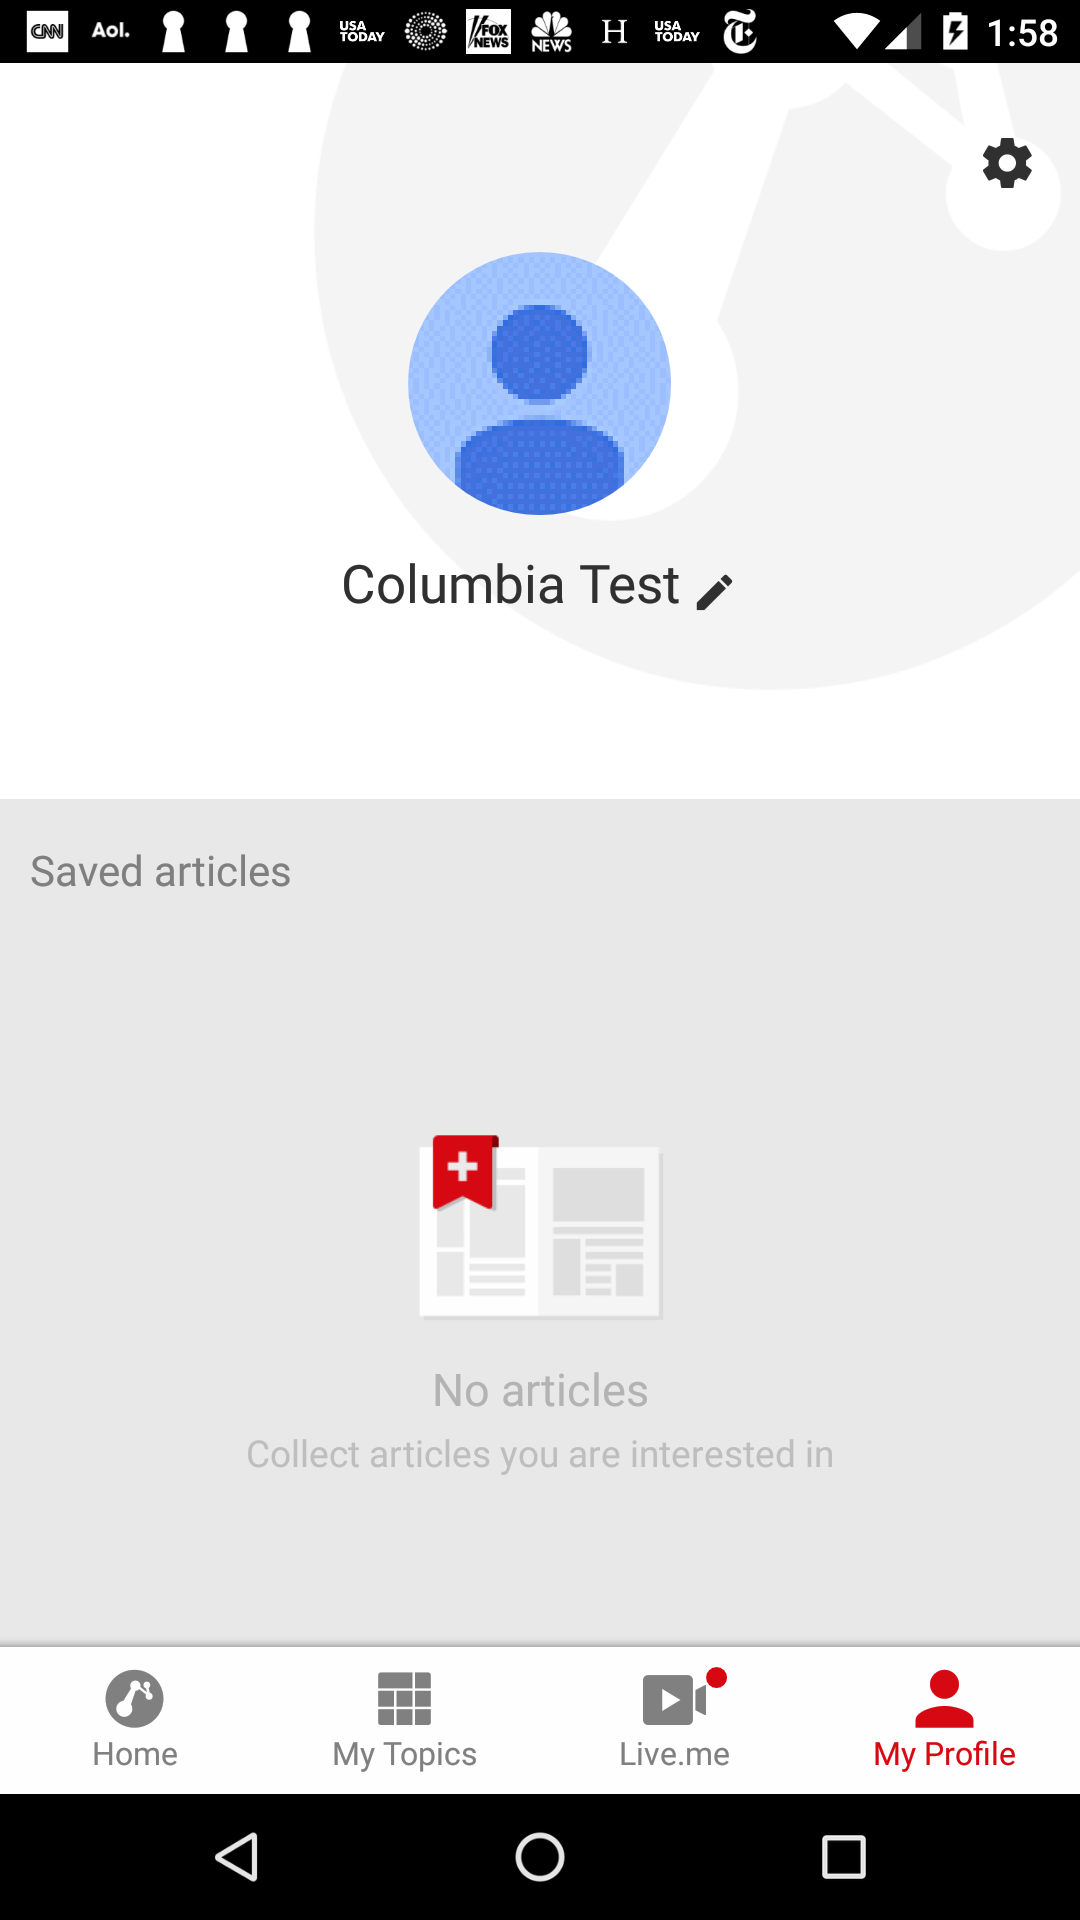 CNN Aol. USA TODAY FOX NEWS NEWS H USA TODAY T 1:58
Columbia Test
Saved articles
No articles
Collect articles you are interested in
Home My Topics Live.me My Profile